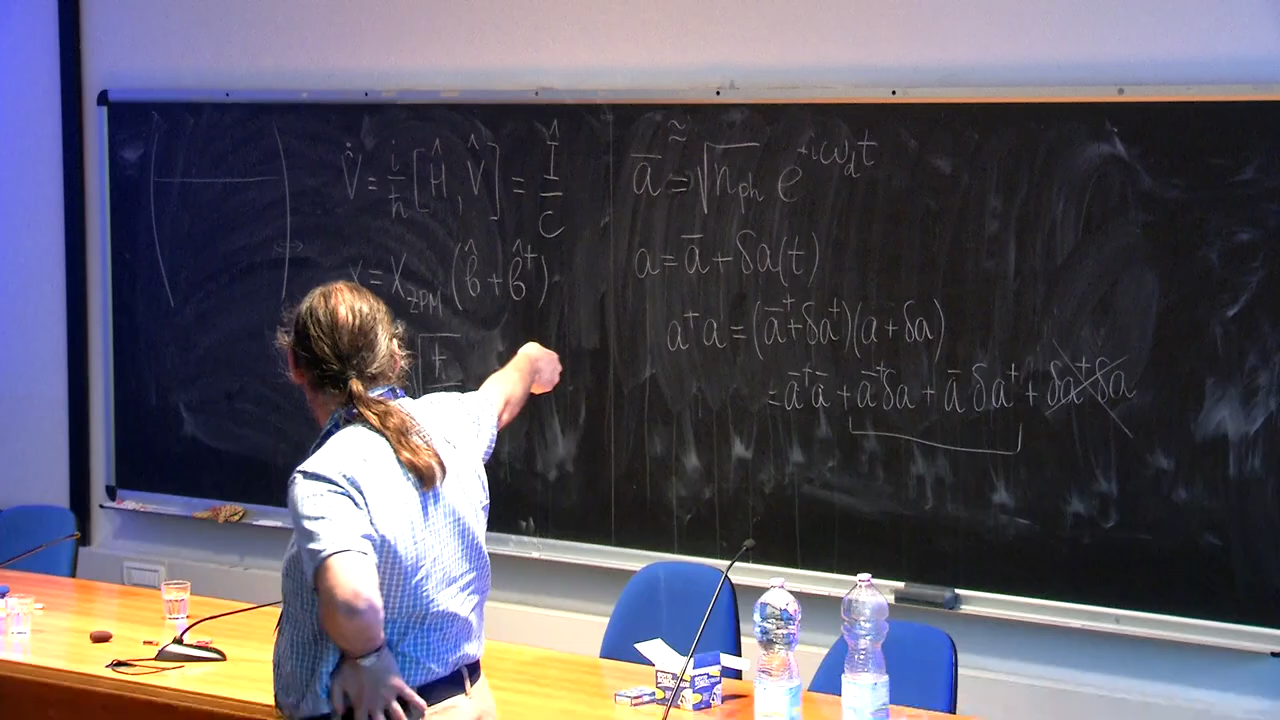 V̇̂ = i/ħ [Ĥ, V̂] = Î/C
x = X_ZPM (b̂ + b̂†)
√ħ
ā ≈= √n_ph e^{+iω_d t}
a = ā + δa(t)
a†a = (ā† + δa†)(a + δa)
= ā†ā + ā†δa + ā δa† + δa†δa